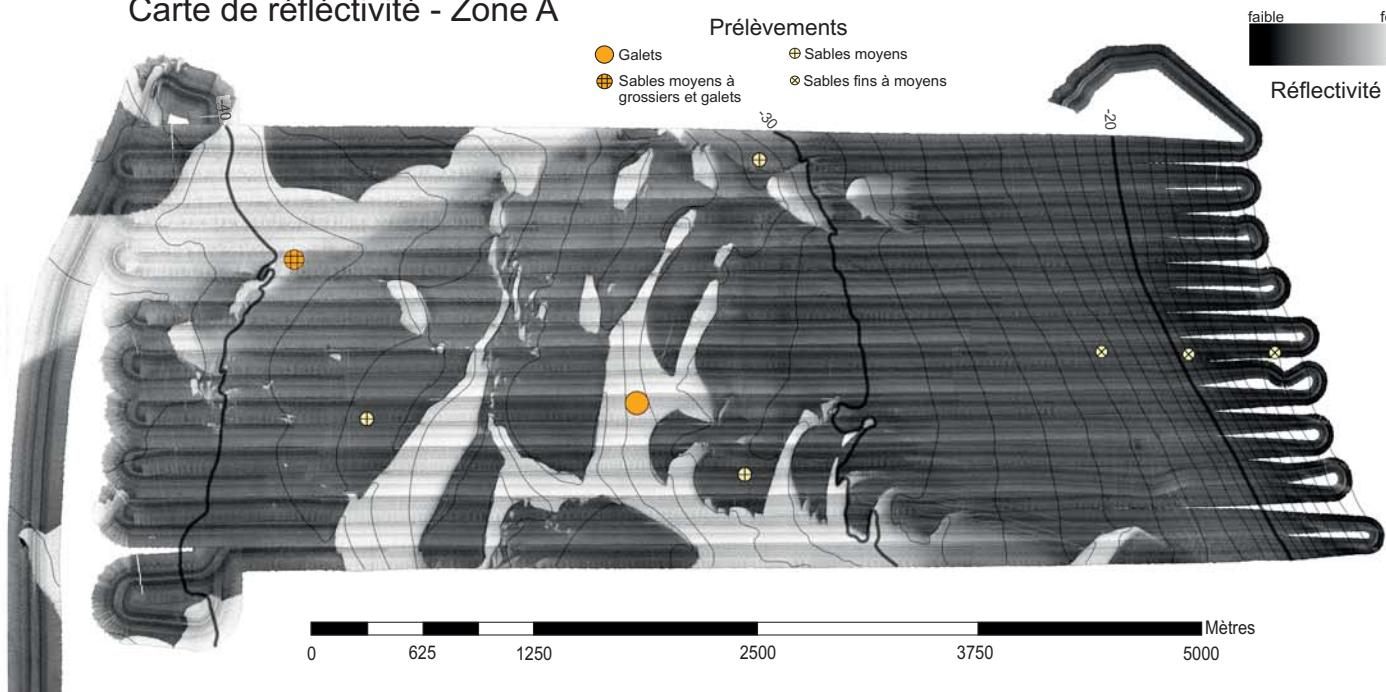 Carte de réfléctivité - Zone A
Prélèvements
Galets
Sables moyens à
grossiers et galets
Sables moyens
Sables fins à moyens
faible
Réflectivité
-40
-30
-20
Mètres
0
625
1250
2500
3750
5000